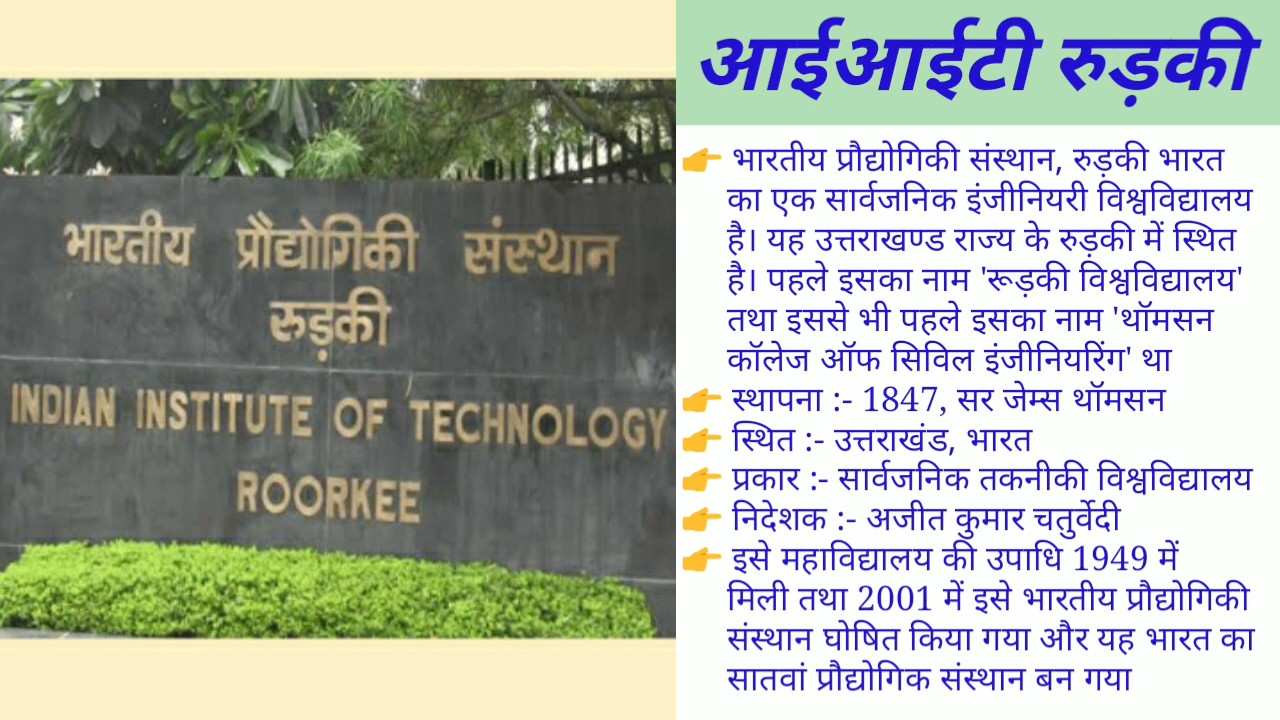 भारतीय प्रौद्योगिकी संस्थान
रुड़की
INDIAN INSTITUTE OF TECHNOLOGY
ROORKEE
आईआईटी रुड़की
👉 भारतीय प्रौद्योगिकी संस्थान, रुड़की भारत
का एक सार्वजनिक इंजीनियरी विश्वविद्यालय
है। यह उत्तराखण्ड राज्य के रुड़की में स्थित
है। पहले इसका नाम 'रूड़की विश्वविद्यालय'
तथा इससे भी पहले इसका नाम 'थॉमसन
कॉलेज ऑफ सिविल इंजीनियरिंग' था
👉 स्थापना :- 1847, सर जेम्स थॉमसन
👉 स्थित :- उत्तराखंड, भारत
👉 प्रकार :- सार्वजनिक तकनीकी विश्वविद्यालय
👉 निदेशक :- अजीत कुमार चतुर्वेदी
👉 इसे महाविद्यालय की उपाधि 1949 में
मिली तथा 2001 में इसे भारतीय प्रौद्योगिकी
संस्थान घोषित किया गया और यह भारत का
सातवां प्रौद्योगिक संस्थान बन गया